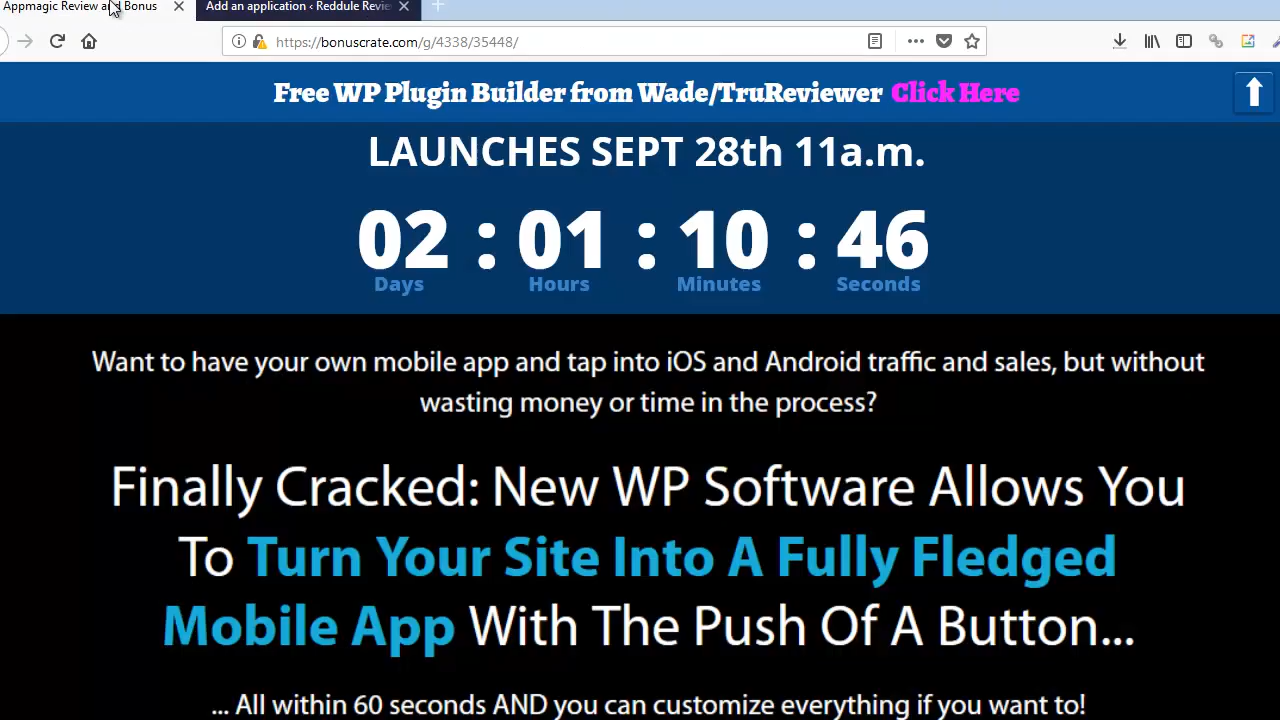 Appmagic Review and Bonus
Add an application ‹ Reddule Revie
https://bonuscrate.com/g/4338/35448/
Free WP Plugin Builder from Wade/TruReviewer Click Here
LAUNCHES SEPT 28th 11a.m.
02 : 01 : 10 : 46
Days Hours Minutes Seconds
Want to have your own mobile app and tap into iOS and Android traffic and sales, but without
wasting money or time in the process?
Finally Cracked: New WP Software Allows You
To Turn Your Site Into A Fully Fledged
Mobile App With The Push Of A Button...
... All within 60 seconds AND you can customize everything if you want to!